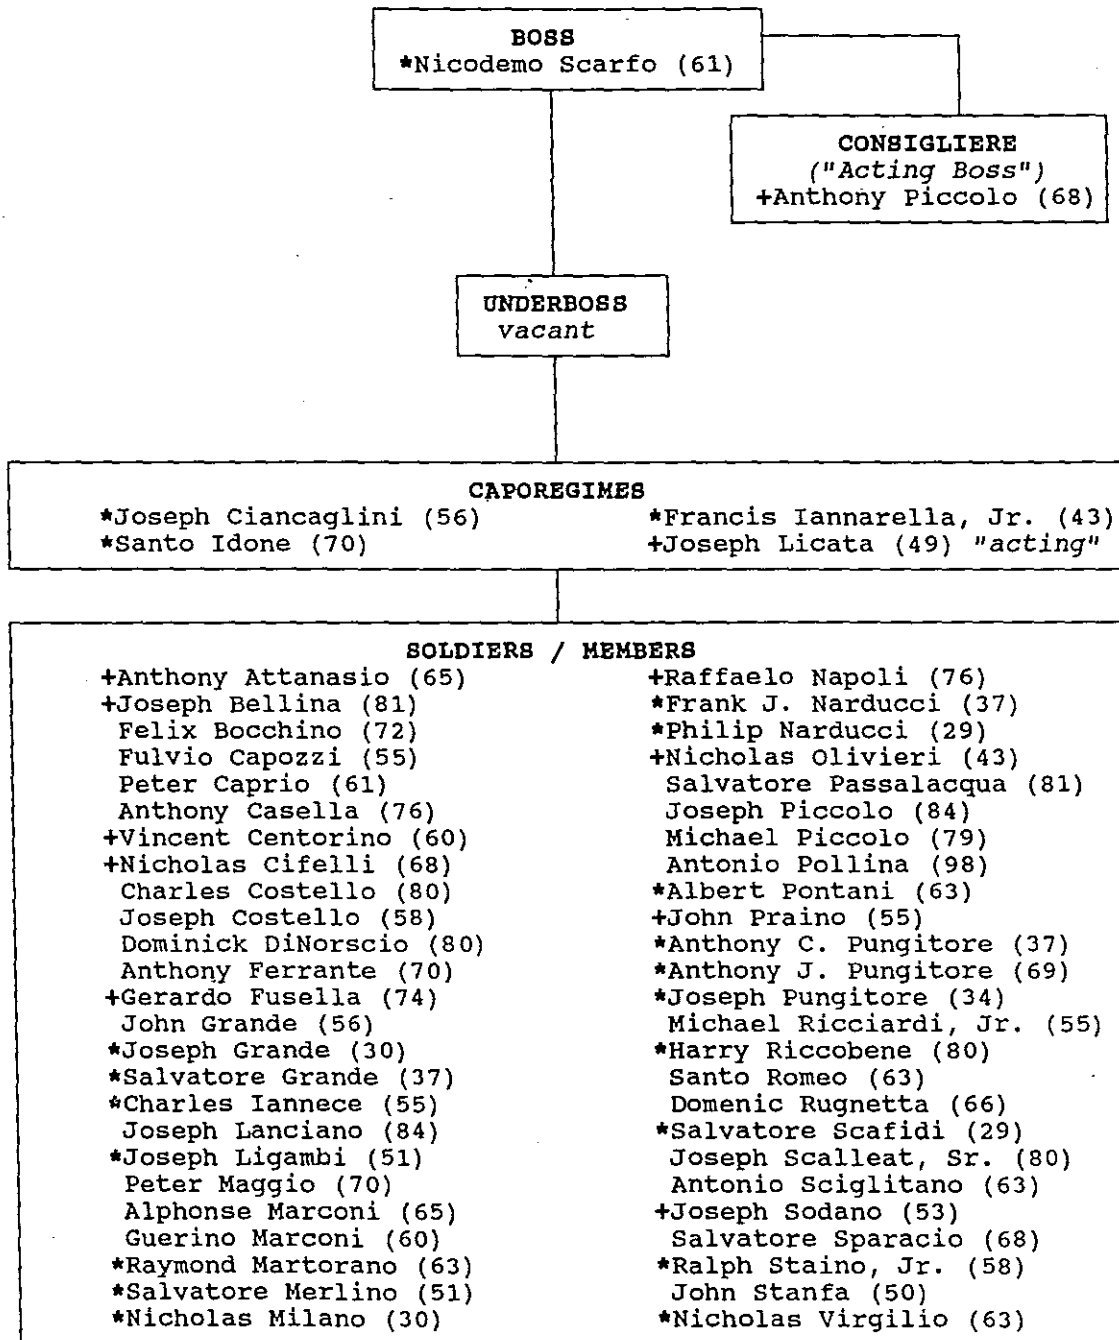 BOSS
*Nicodemo Scarfo (61)
CONSIGLIERE
("Acting Boss")
+Anthony Piccolo (68)
UNDERBOSS
vacant
CAPOREGIMES
*Joseph Ciancaglini (56)
*Santo Idone (70)
*Francis Iannarella, Jr. (43)
+Joseph Licata (49) "acting"
SOLDIERS / MEMBERS
+Anthony Attanasio (65)
+Joseph Bellina (81)
Felix Bocchino (72)
Fulvio Capozzi (55)
Peter Caprio (61)
Anthony Casella (76)
+Vincent Centorino (60)
+Nicholas Cifelli (68)
Charles Costello (80)
Joseph Costello (58)
Dominick DiNorscio (80)
Anthony Ferrante (70)
+Gerardo Fusella (74)
John Grande (56)
*Joseph Grande (30)
*Salvatore Grande (37)
*Charles Iannece (55)
Joseph Lanciano (84)
*Joseph Ligambi (51)
Peter Maggio (70)
Alphonse Marconi (65)
Guerino Marconi (60)
*Raymond Martorano (63)
*Salvatore Merlino (51)
*Nicholas Milano (30)
+Raffaelo Napoli (76)
*Frank J. Narducci (37)
*Philip Narducci (29)
+Nicholas Olivieri (43)
Salvatore Passalacqua (81)
Joseph Piccolo (84)
Michael Piccolo (79)
Antonio Pollina (98)
*Albert Pontani (63)
+John Praino (55)
*Anthony C. Pungitore (37)
*Anthony J. Pungitore (69)
*Joseph Pungitore (34)
Michael Ricciardi, Jr. (55)
*Harry Riccobene (80)
Santo Romeo (63)
Domenic Rugnetta (66)
*Salvatore Scafidi (29)
Joseph Scalleat, Sr. (80)
Antonio Sciglitano (63)
+Joseph Sodano (53)
Salvatore Sparacio (68)
*Ralph Staino, Jr. (58)
John Stanfa (50)
*Nicholas Virgilio (63)